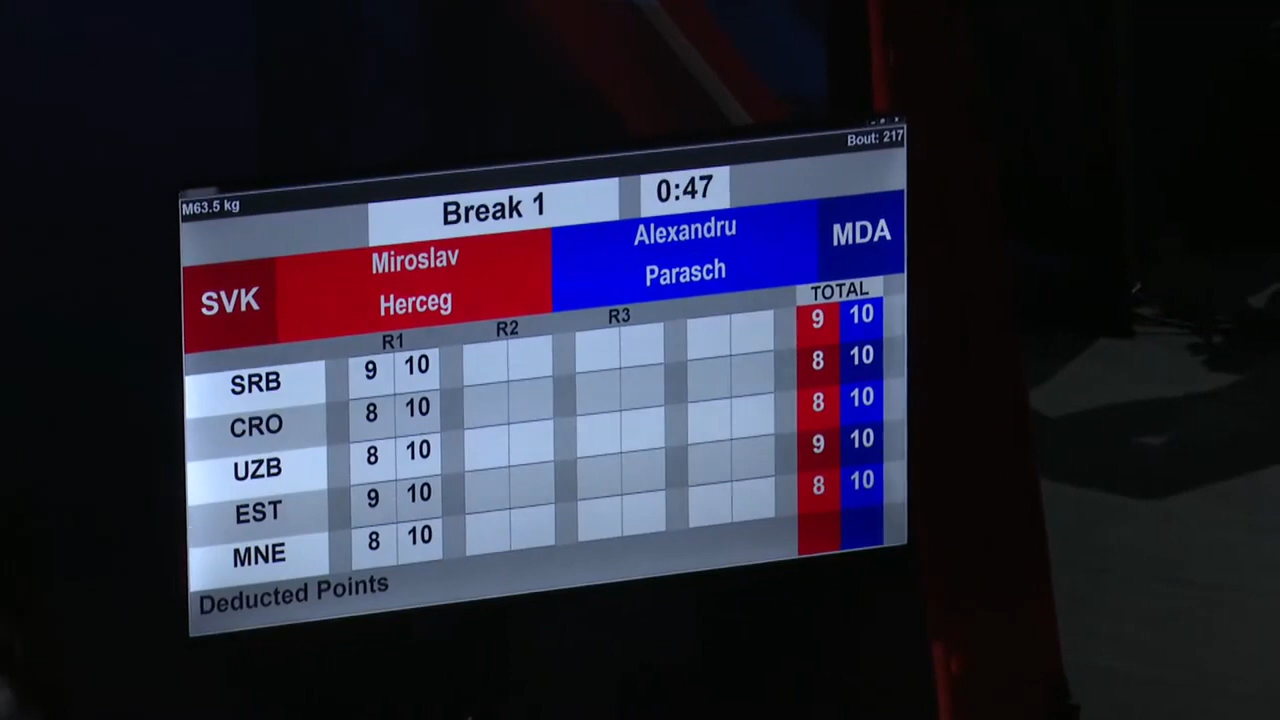 Bout: 217
M63.5 kg
Break 1 0:47
SVK Miroslav Herceg Alexandru Parasch MDA
R1 R2 R3 TOTAL
SRB 9 10 9 10
CRO 8 10 8 10
UZB 8 10 8 10
EST 9 10 9 10
MNE 8 10 8 10
Deducted Points